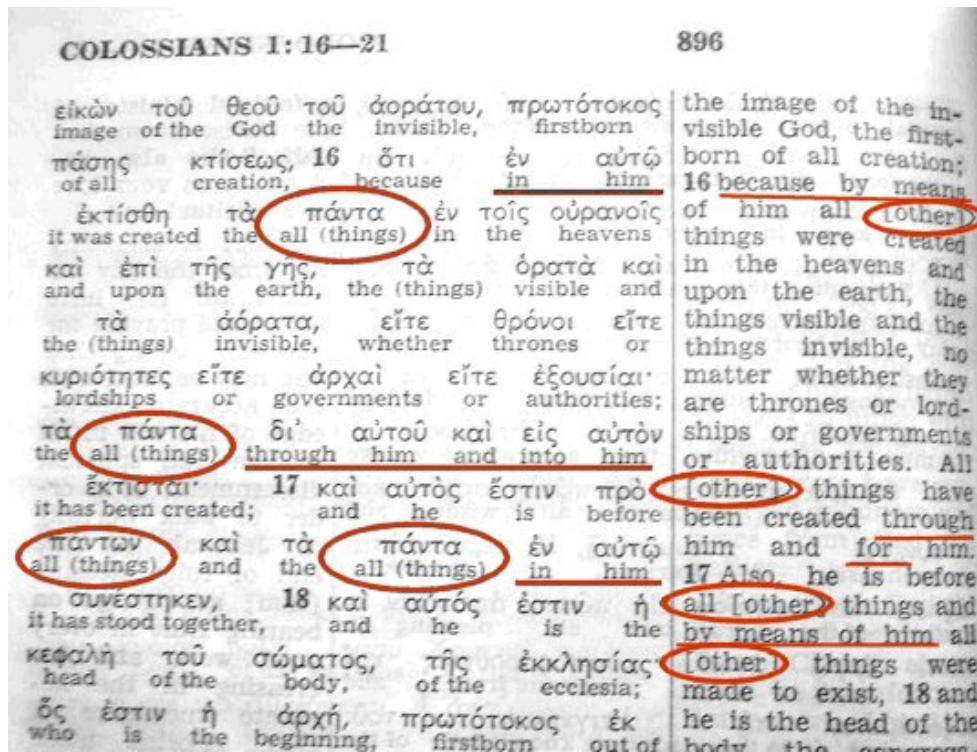 COLOSSIANS 1:16—21
896
εἰκὼν τοῦ θεοῦ τοῦ ἀοράτου, πρωτότοκος
image of the God the invisible, firstborn
πάσης κτίσεως, 16 ὅτι ἐν αὐτῷ
of all creation, because in him
ἐκτίσθη τὰ πάντα ἐν τοῖς οὐρανοῖς
it was created the all (things) in the heavens
καὶ ἐπὶ τῆς γῆς, τὰ ὁρατὰ καὶ
and upon the earth, the (things) visible and
τὰ ἀόρατα, εἴτε θρόνοι εἴτε
the (things) invisible, whether thrones or
κυριότητες εἴτε ἀρχαὶ εἴτε ἐξουσίαι·
lordships or governments or authorities;
τὰ πάντα δι' αὐτοῦ καὶ εἰς αὐτὸν
the all (things) through him and into him
ἔκτισται· 17 καὶ αὐτὸς ἔστιν πρὸ
it has been created; and he is before
πάντων καὶ τὰ πάντα ἐν αὐτῷ
all (things) and the all (things) in him
συνέστηκεν, 18 καὶ αὐτός ἐστιν ἡ
it has stood together, and he is the
κεφαλὴ τοῦ σώματος, τῆς ἐκκλησίας·
head of the body, of the ecclesia;
ὅς ἐστιν ἡ ἀρχή, πρωτότοκος ἐκ
who is the beginning, firstborn out of
the image of the in-
visible God, the first-
born of all creation;
16 because by means
of him all [other]
things were created
in the heavens and
upon the earth, the
things visible and the
things invisible, no
matter whether they
are thrones or lord-
ships or governments
or authorities. All
[other] things have
been created through
him and for him.
17 Also, he is before
all [other] things and
by means of him all
[other] things were
made to exist, 18 and
he is the head of the
body, the